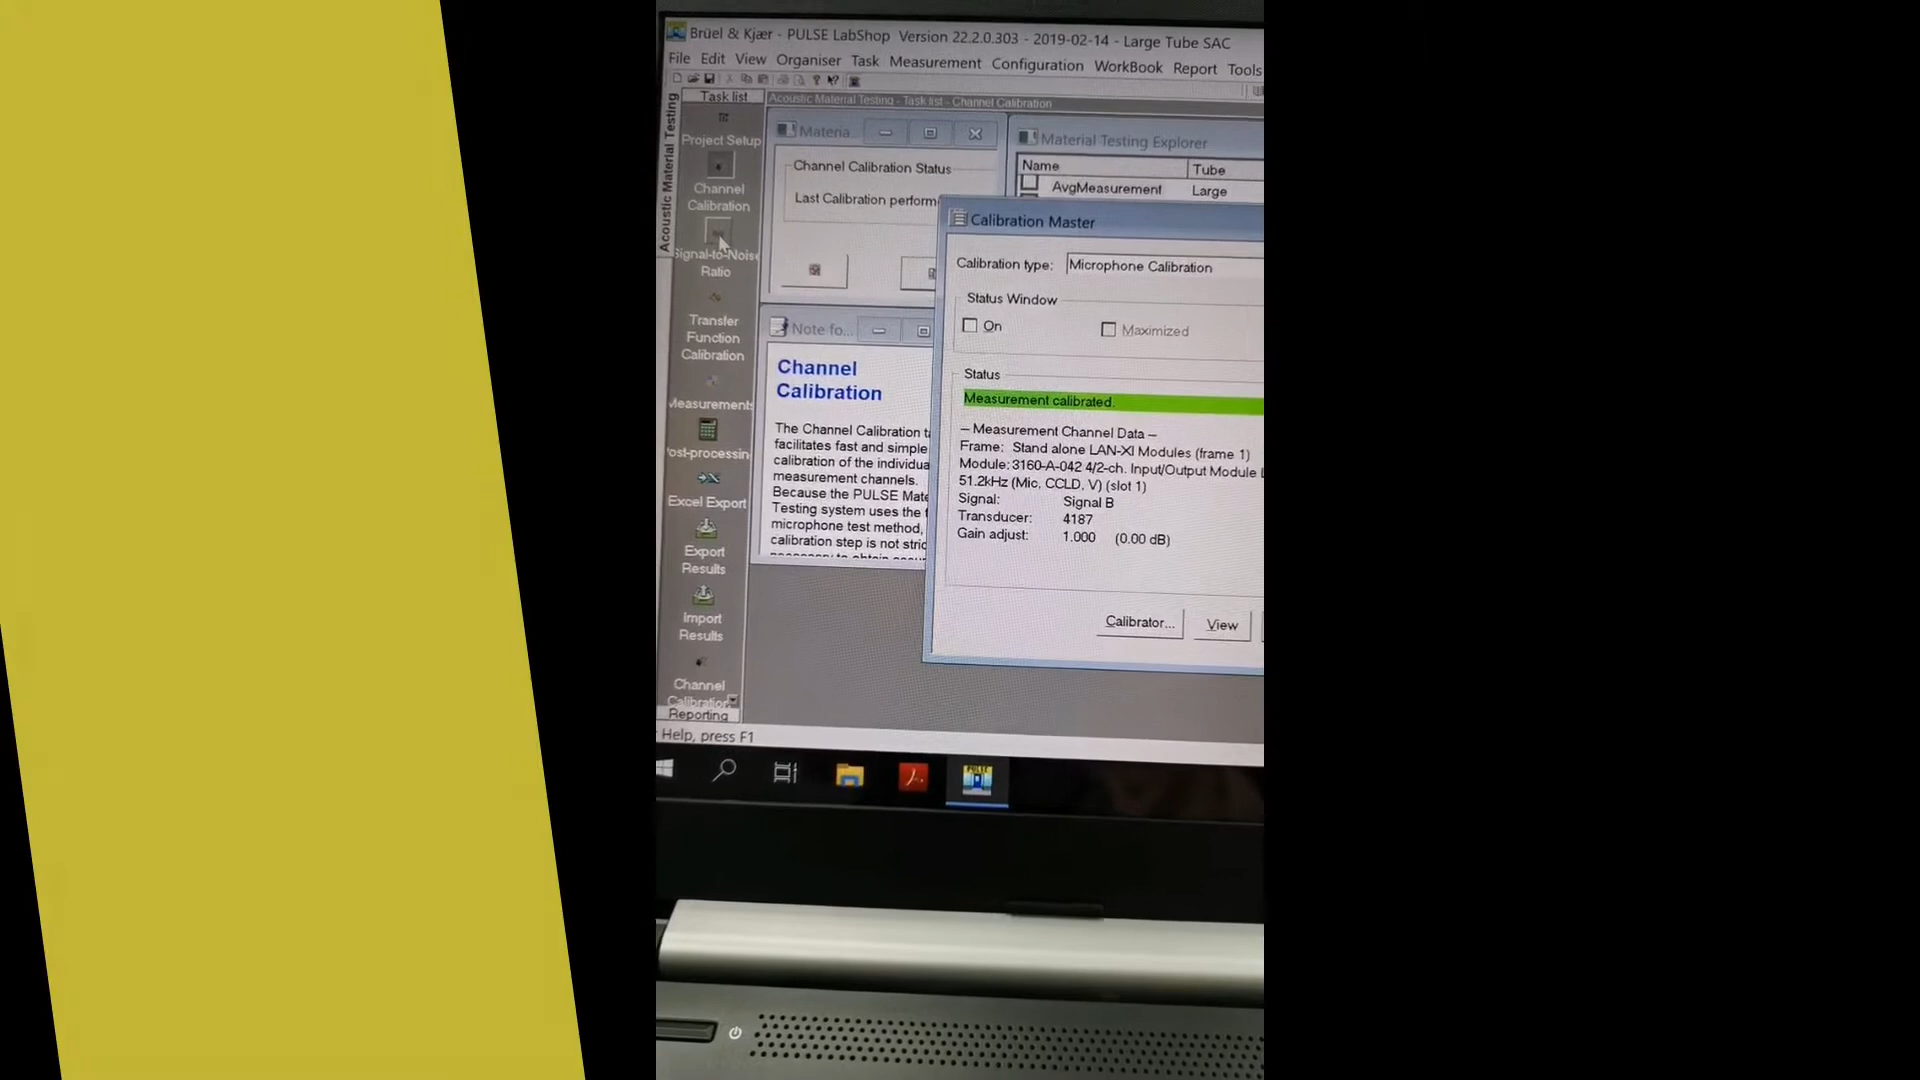 Brüel & Kjær - PULSE LabShop Version 22.2.0.303 - 2019-02-14 - Large Tube SAC
File Edit View Organiser Task Measurement Configuration WorkBook Report Tools
Acoustic Material Testing
Task list
Project Setup
Channel
Calibration
Signal-to-Noise
Ratio
Transfer
Function
Calibration
Measurement
ost-processin
Excel Export
Export
Results
Import
Results
Channel
Calibration
Reporting
Help, press F1
Acoustic Material Testing - Task list - Channel Calibration
Materia...
Channel Calibration Status
Last Calibration perform
Note fo...
Channel
Calibration
The Channel Calibration t
facilitates fast and simple
calibration of the individua
measurement channels.
Because the PULSE Mate
Testing system uses the
microphone test method,
calibration step is not stric
Material Testing Explorer
Name Tube
AvgMeasurement Large
Calibration Master
Calibration type: Microphone Calibration
Status Window
On Maximized
Status
Measurement calibrated.
-- Measurement Channel Data --
Frame: Stand alone LAN-XI Modules (frame 1)
Module: 3160-A-042 4/2-ch. Input/Output Module
51.2kHz (Mic, CCLD, V) (slot 1)
Signal: Signal B
Transducer: 4187
Gain adjust: 1.000 (0.00 dB)
Calibrator... View
PULSE